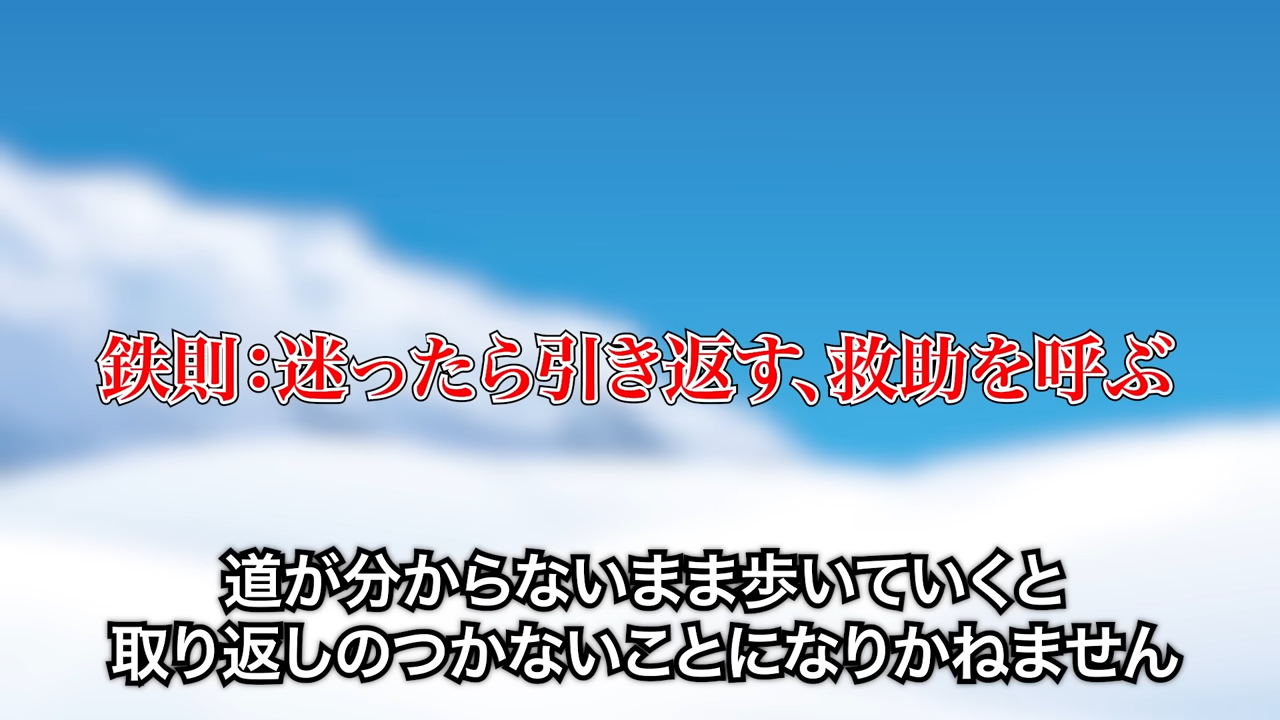 鉄則：迷ったら引き返す、救助を呼ぶ
道が分からないまま歩いていくと
取り返しのつかないことになりかねません